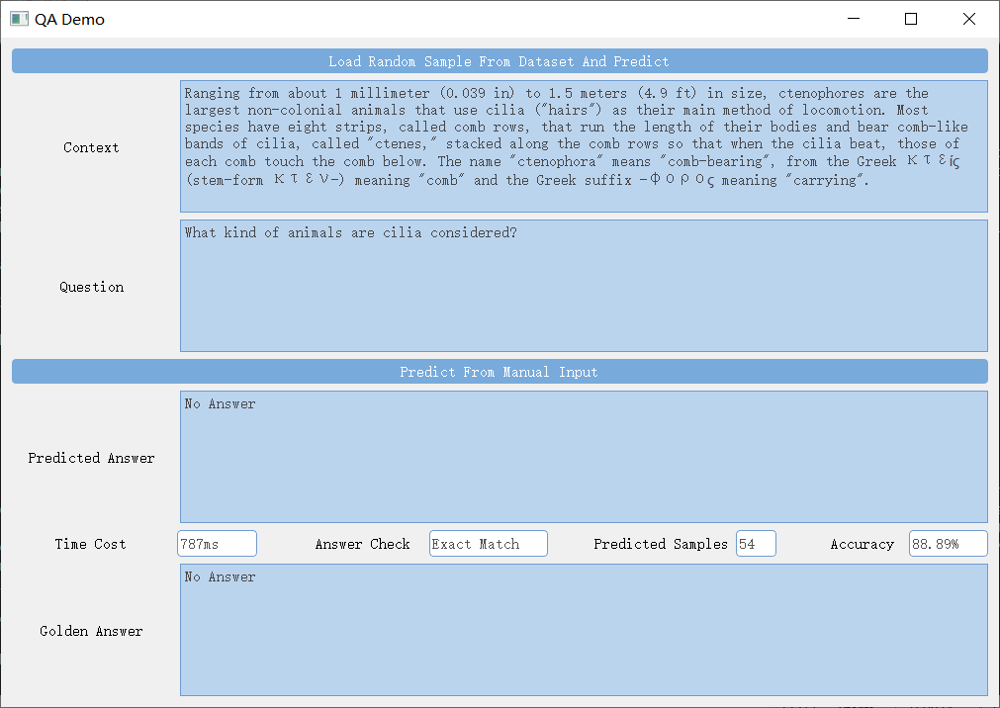 QA Demo
Load Random Sample From Dataset And Predict
Context
Ranging from about 1 millimeter (0.039 in) to 1.5 meters (4.9 ft) in size, ctenophores are the
largest non-colonial animals that use cilia ("hairs") as their main method of locomotion. Most
species have eight strips, called comb rows, that run the length of their bodies and bear comb-like
bands of cilia, called "ctenes," stacked along the comb rows so that when the cilia beat, those of
each comb touch the comb below. The name "ctenophora" means "comb-bearing", from the Greek κτείς
(stem-form κτεν-) meaning "comb" and the Greek suffix -φορος meaning "carrying".
Question
What kind of animals are cilia considered?
Predict From Manual Input
Predicted Answer
No Answer
Time Cost 787ms Answer Check Exact Match Predicted Samples 54 Accuracy 88.89%
Golden Answer
No Answer